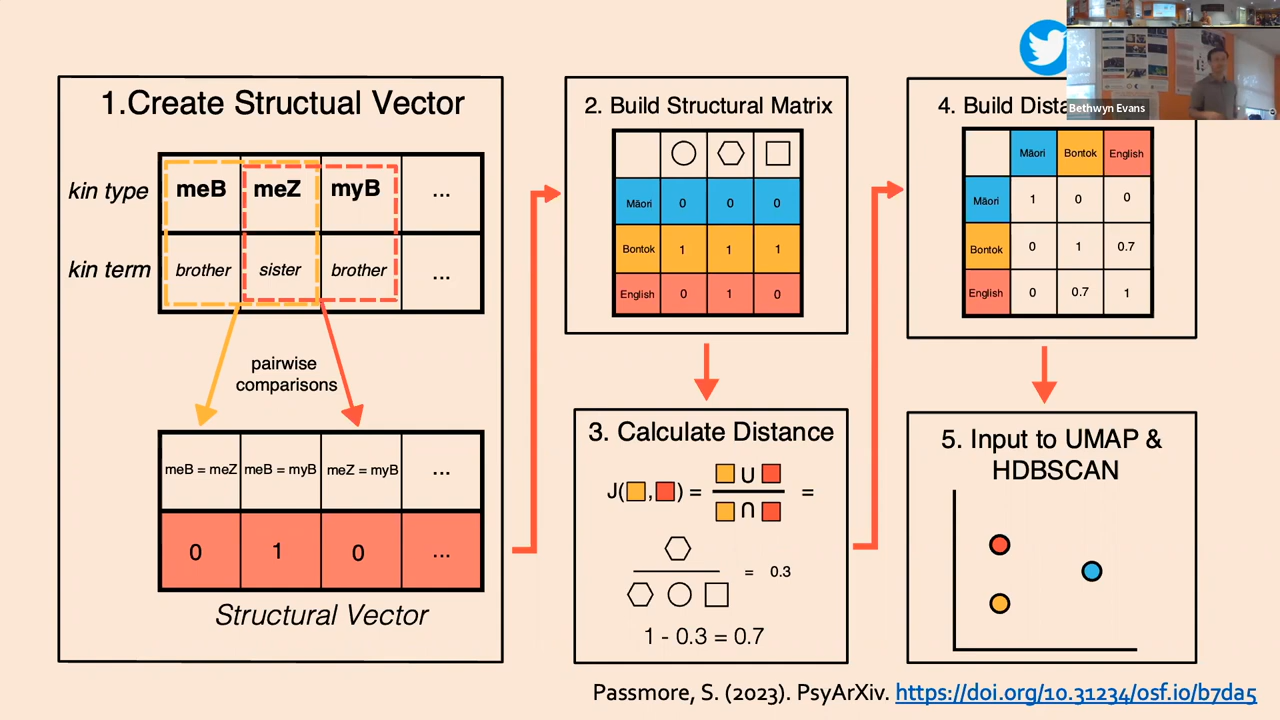 1.Create Structual Vector
kin type meB meZ myB ...
kin term brother sister brother ...
pairwise
comparisons
meB = meZ meB = myB meZ = myB ...
0 1 0 ...
Structural Vector
2. Build Structural Matrix
Māori 0 0 0
Bontok 1 1 1
English 0 1 0
3. Calculate Distance
J( , ) = ∪ =
∩
= 0.3
1 - 0.3 = 0.7
4. Build Dista
Māori Bontok English
Māori 1 0 0
Bontok 0 1 0.7
English 0 0.7 1
5. Input to UMAP &
HDBSCAN
Passmore, S. (2023). PsyArXiv. https://doi.org/10.31234/osf.io/b7da5
Bethwyn Evans